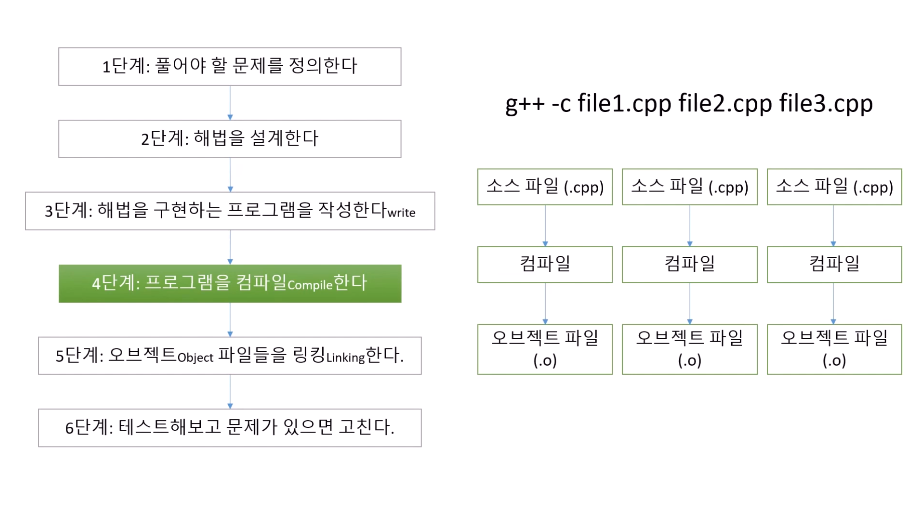 1단계: 풀어야 할 문제를 정의한다
2단계: 해법을 설계한다
3단계: 해법을 구현하는 프로그램을 작성한다write
4단계: 프로그램을 컴파일Compile한다
5단계: 오브젝트Object 파일들을 링킹Linking한다.
6단계: 테스트해보고 문제가 있으면 고친다.
g++ -c file1.cpp file2.cpp file3.cpp
소스 파일 (.cpp)
소스 파일 (.cpp)
소스 파일 (.cpp)
컴파일
컴파일
컴파일
오브젝트 파일
(.o)
오브젝트 파일
(.o)
오브젝트 파일
(.o)